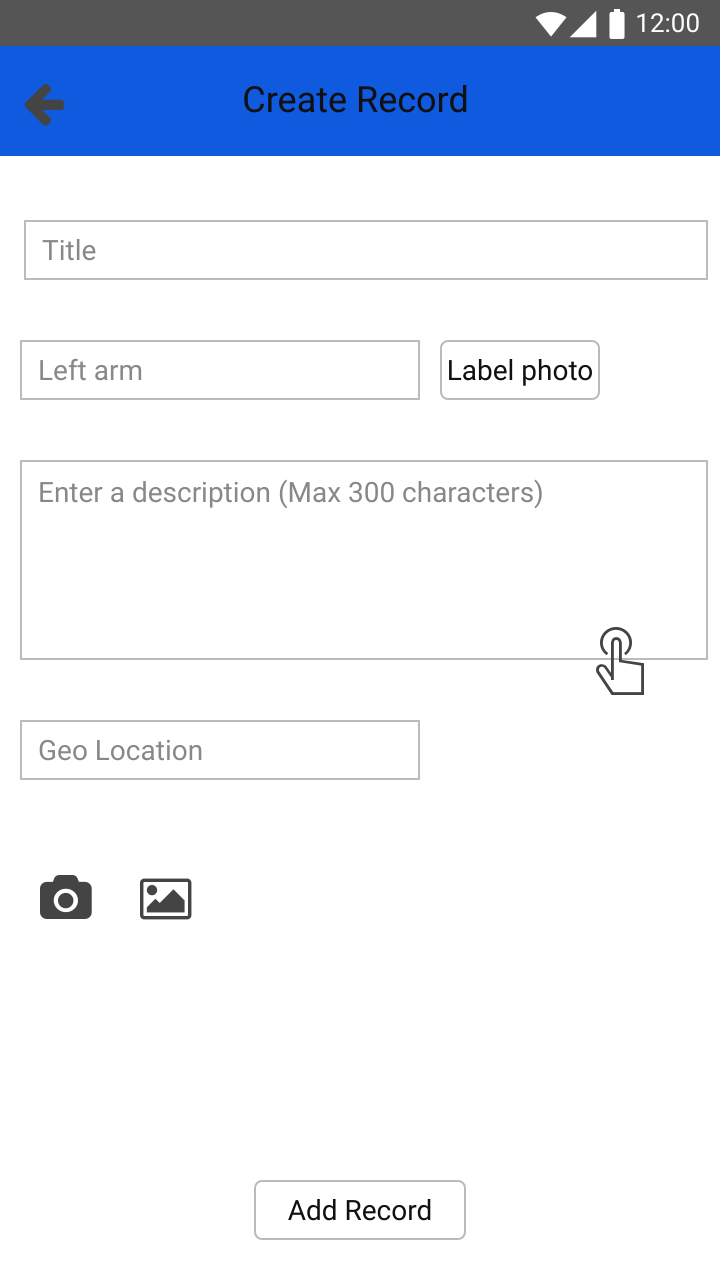 12:00
Create Record
Title
Left arm
Label photo
Enter a description (Max 300 characters)
Geo Location
Add Record